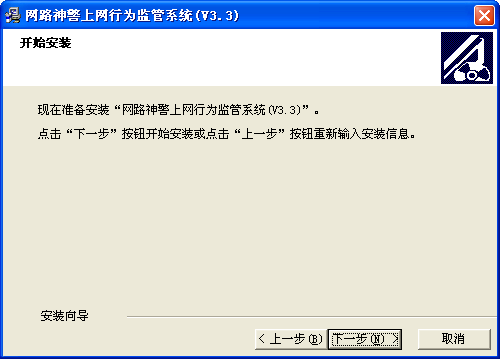 网路神警上网行为监管系统(V3.3)
开始安装
现在准备安装“网路神警上网行为监管系统(V3.3)”。
点击“下一步”按钮开始安装或点击“上一步”按钮重新输入安装信息。
安装向导
< 上一步(B) 下一步(N) > 取消